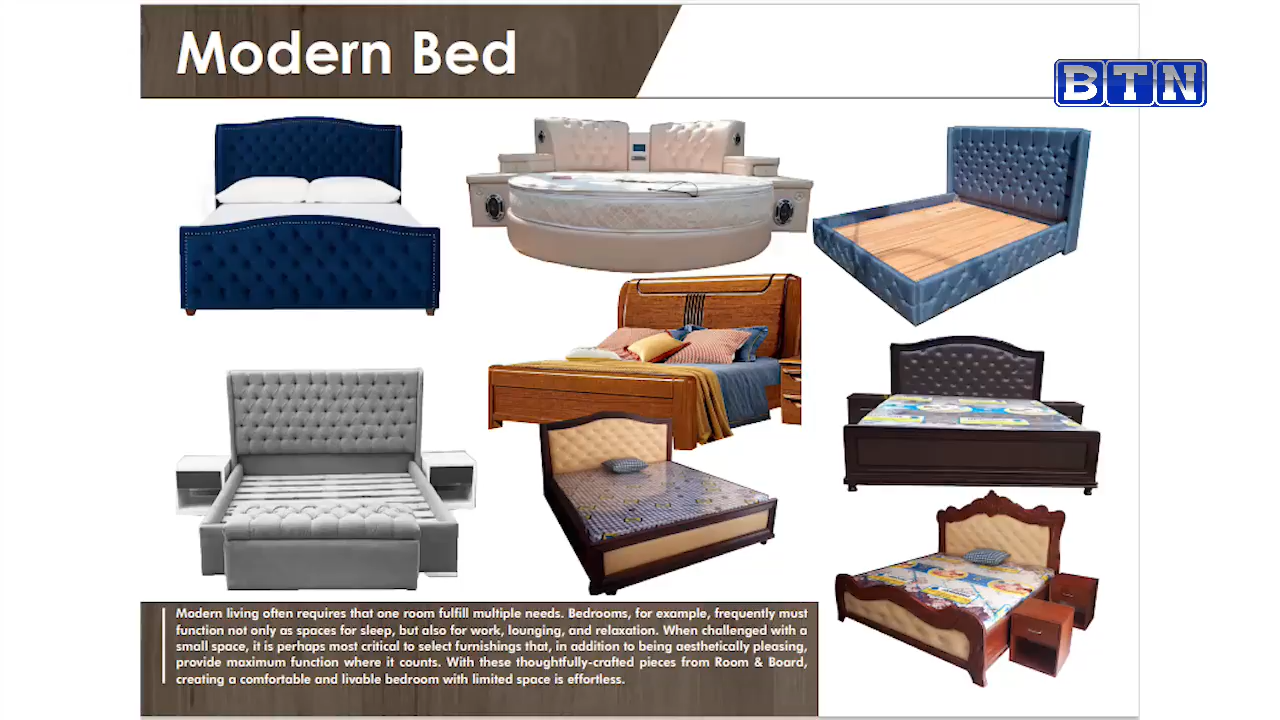 Modern Bed
BTN
Modern living often requires that one room fulfill multiple needs. Bedrooms, for example, frequently must
function not only as spaces for sleep, but also for work, lounging, and relaxation. When challenged with a
small space, it is perhaps most critical to select furnishings that, in addition to being aesthetically pleasing,
provide maximum function where it counts. With these thoughtfully-crafted pieces from Room & Board,
creating a comfortable and livable bedroom with limited space is effortless.